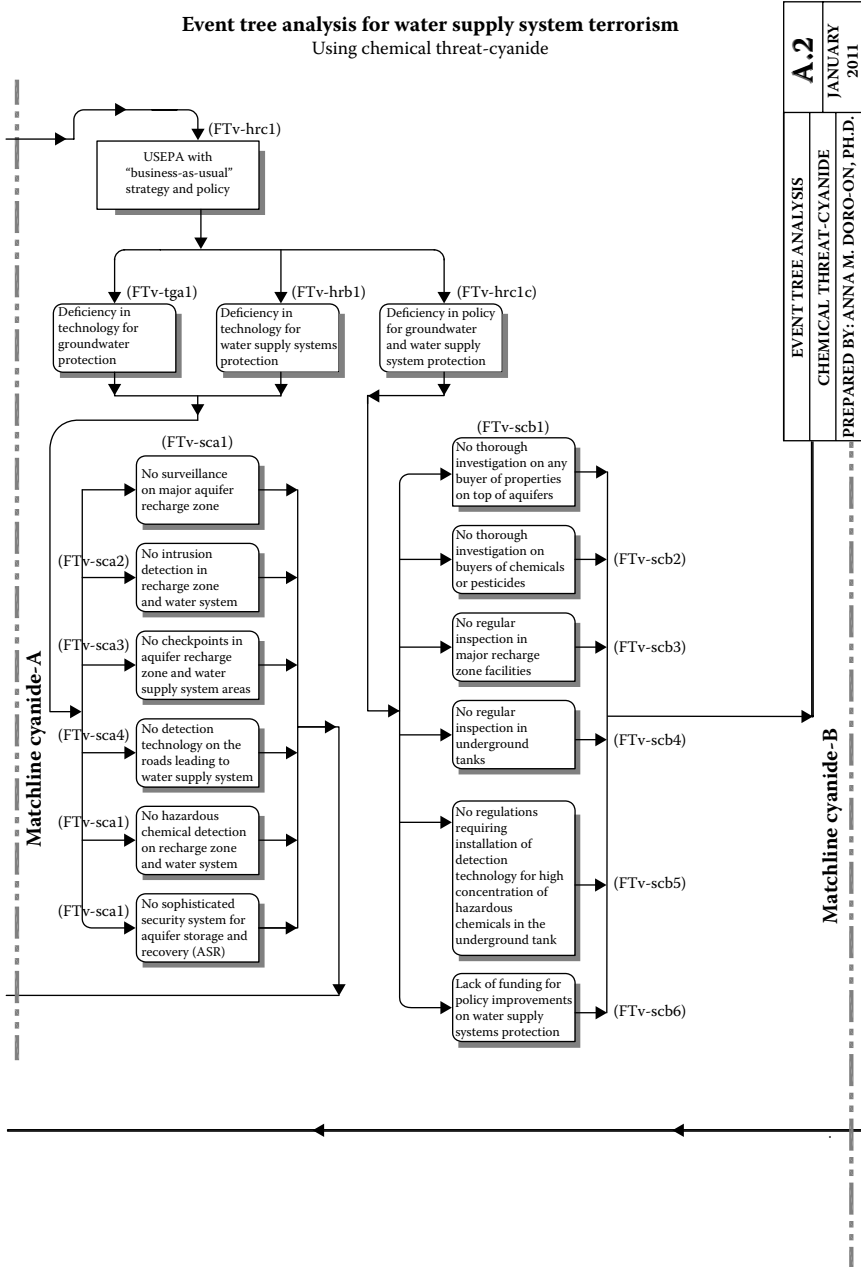 Event tree analysis for water supply system terrorism
Using chemical threat-cyanide
A.2
JANUARY
2011
EVENT TREE ANALYSIS
CHEMICAL THREAT-CYANIDE
PREPARED BY: ANNA M. DORO-ON, PH.D.
(FTv-hrc1)
USEPA with
“business-as-usual”
strategy and policy
(FTv-tga1)
Deficiency in
technology for
groundwater
protection
(FTv-hrb1)
Deficiency in
technology for
water supply systems
protection
(FTv-hrc1c)
Deficiency in policy
for groundwater
and water supply
system protection
Matchline cyanide-A
(FTv-sca1)
No surveillance
on major aquifer
recharge zone
(FTv-sca2)
No intrusion
detection in
recharge zone
and water system
(FTv-sca3)
No checkpoints in
aquifer recharge
zone and water
supply system areas
(FTv-sca4)
No detection
technology on the
roads leading to
water supply system
(FTv-sca1)
No hazardous
chemical detection
on recharge zone
and water system
(FTv-sca1)
No sophisticated
security system for
aquifer storage and
recovery (ASR)
(FTv-scb1)
No thorough
investigation on any
buyer of properties
on top of aquifers
No thorough
investigation on
buyers of chemicals
or pesticides
(FTv-scb2)
No regular
inspection in
major recharge
zone facilities
(FTv-scb3)
No regular
inspection in
underground
tanks
(FTv-scb4)
No regulations
requiring
installation of
detection
technology for high
concentration of
hazardous
chemicals in the
underground tank
(FTv-scb5)
Lack of funding for
policy improvements
on water supply
systems protection
(FTv-scb6)
Matchline cyanide-B